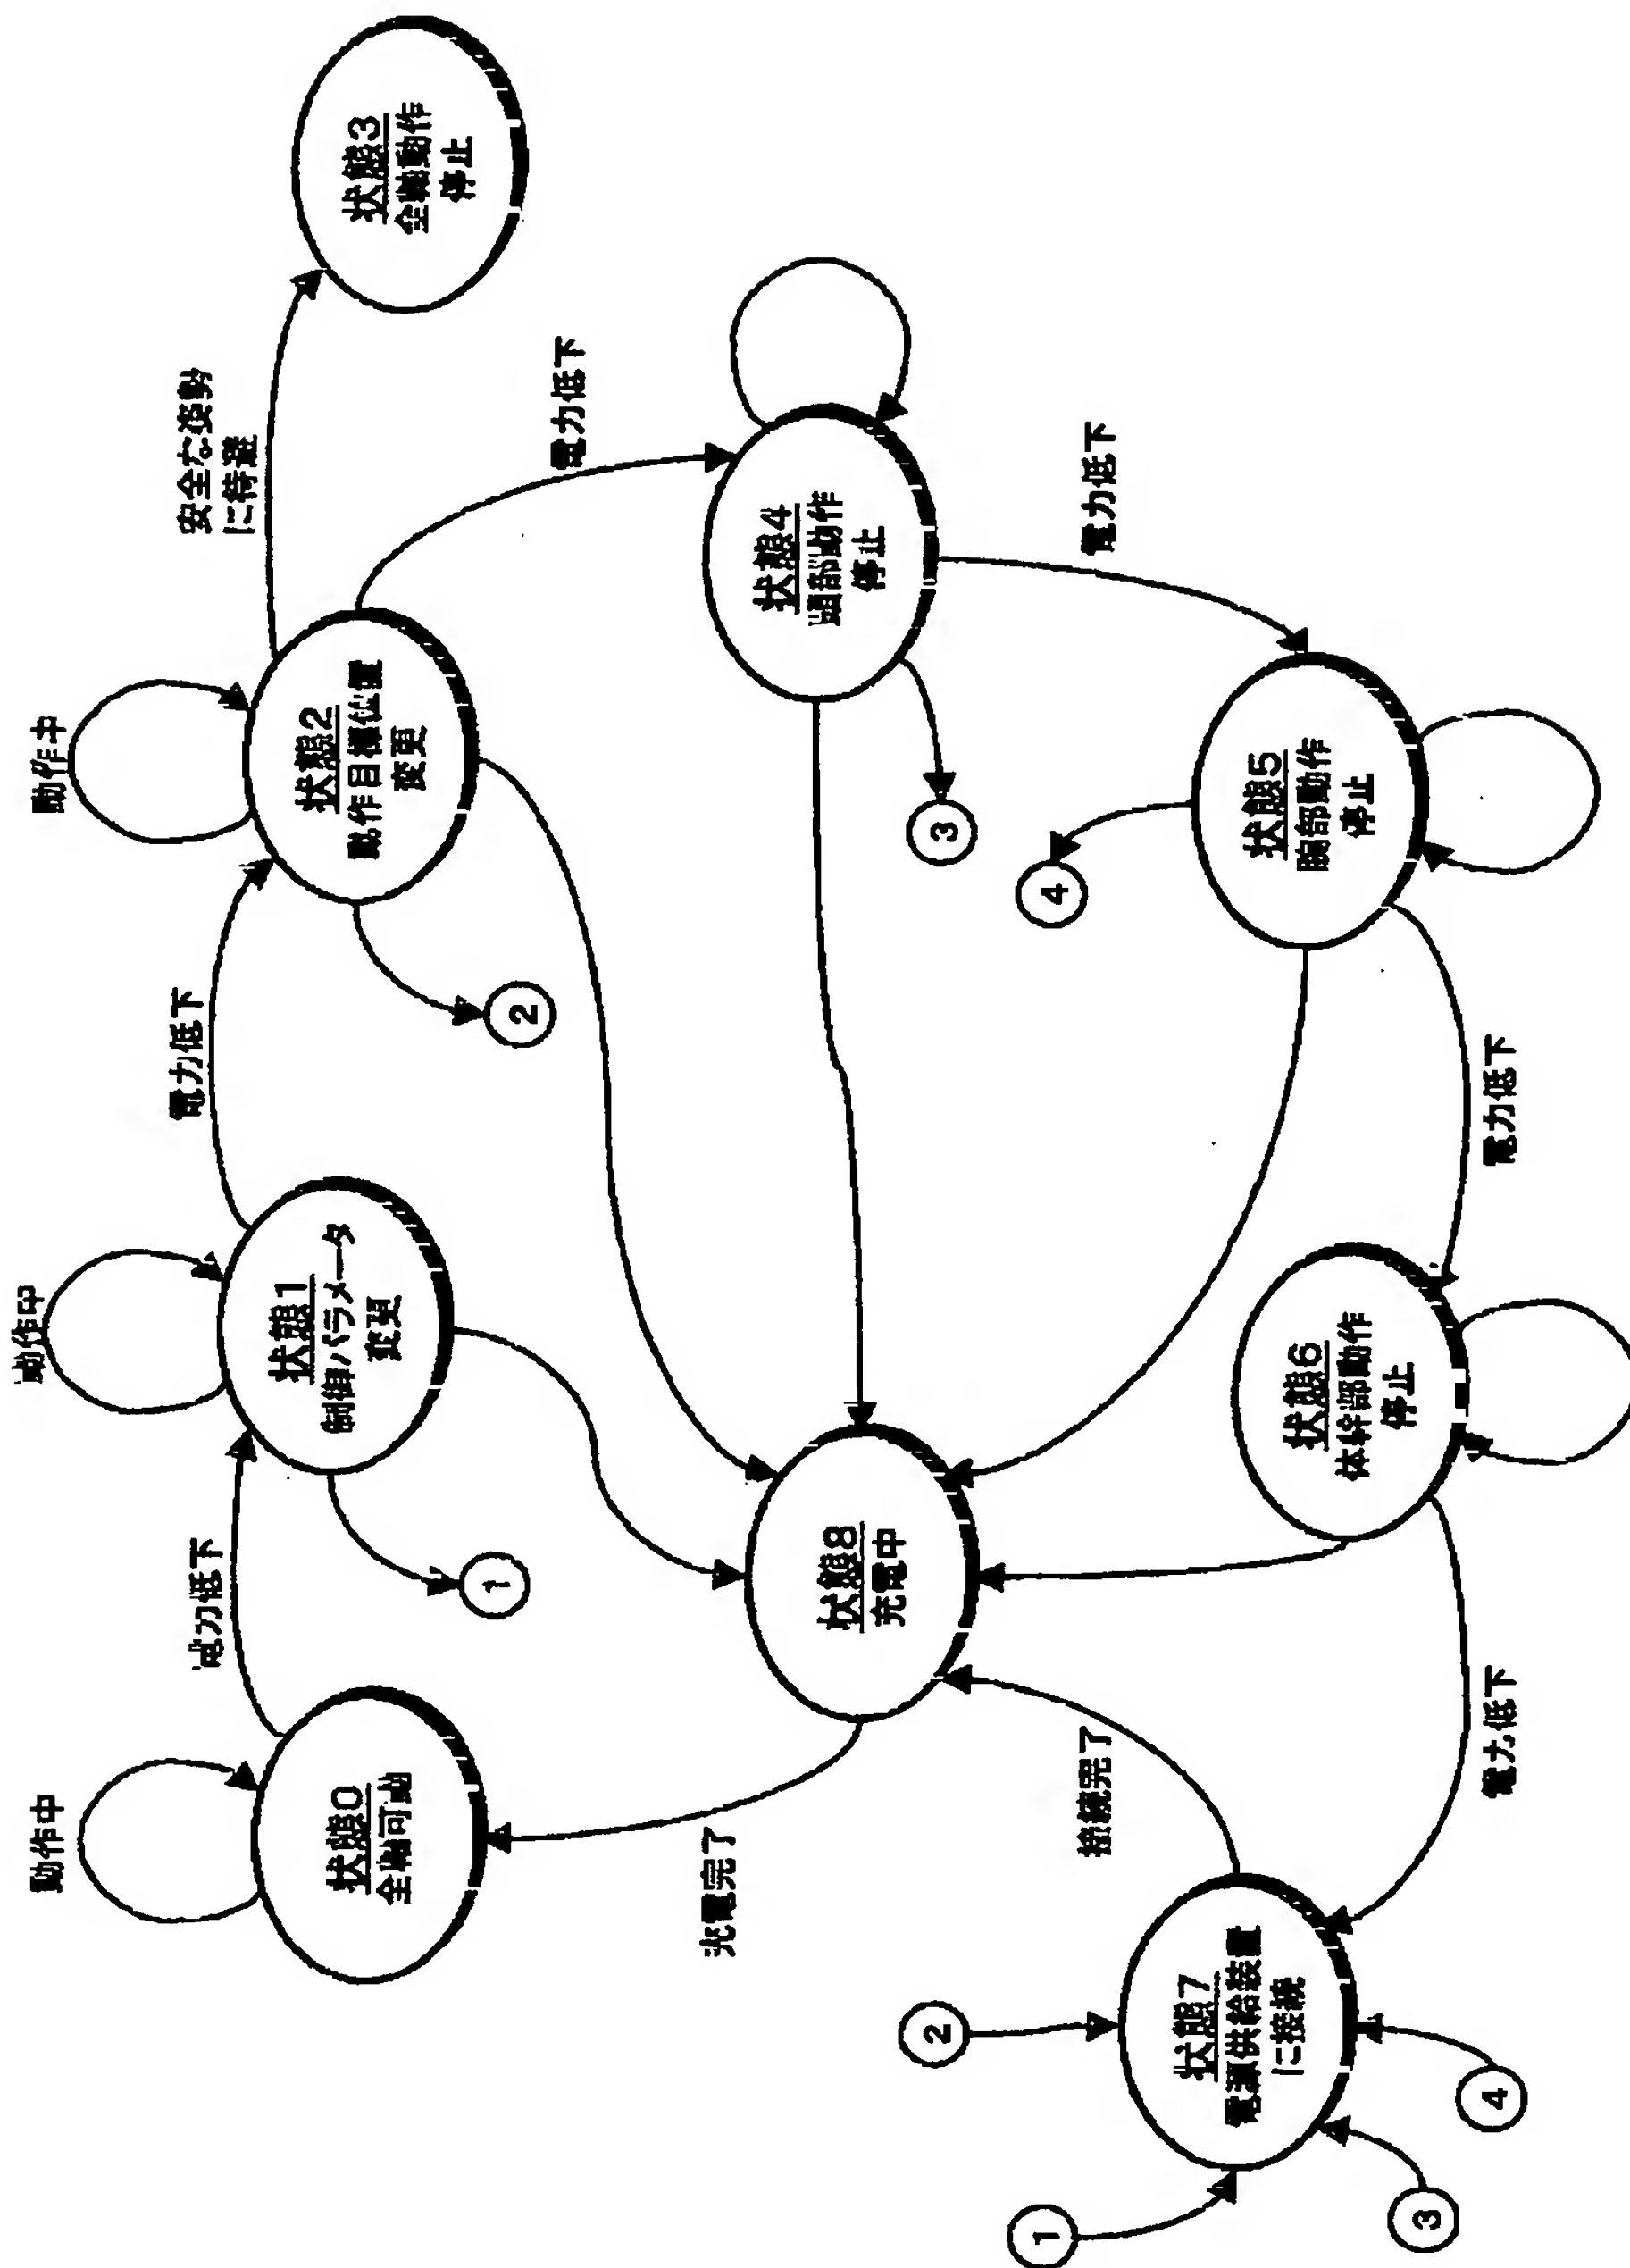 動作中
状態0
全軸可動
電力低下
動作中
状態1
制御パラメータ
変更
①
電力低下
動作中
状態2
動作目標位置
変更
②
安全な姿勢
に待避
状態3
全軸動作
停止
電力低下
状態4
頭部動作
停止
③
電力低下
状態5
腕部動作
停止
④
電力低下
状態6
体幹部動作
停止
電力低下
状態7
電源供給装置
に接続
①
②
③
④
接続完了
状態8
充電中
充電完了